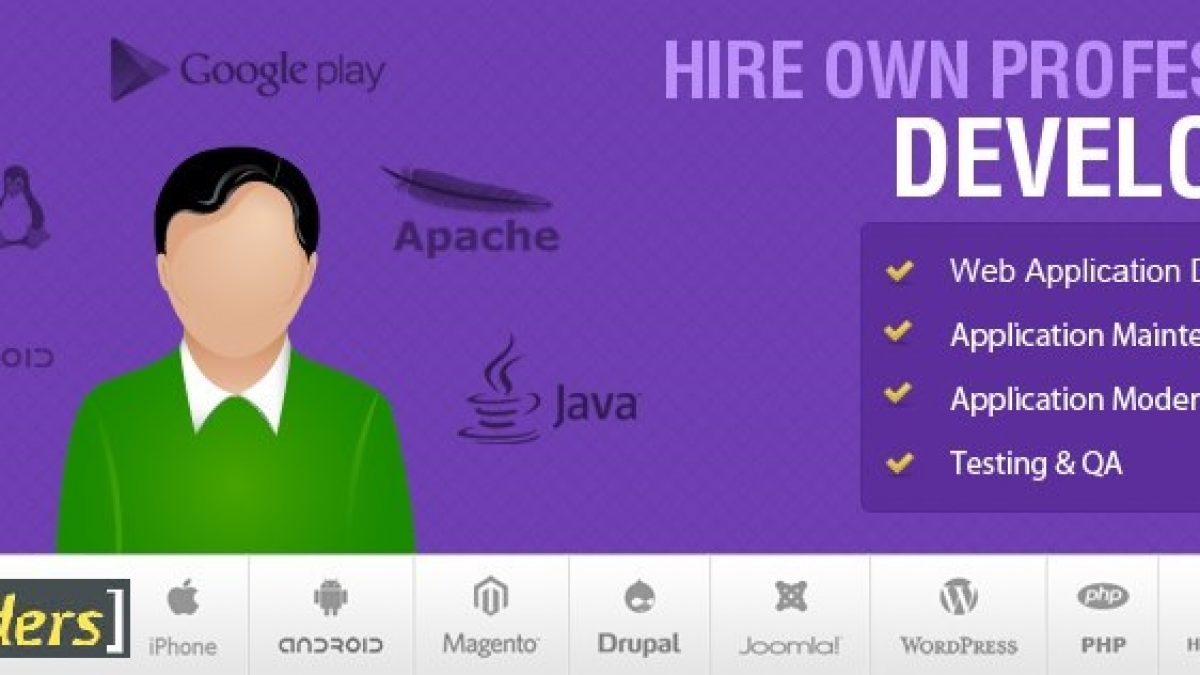 Google play
HIRE OWN PROFES
DEVELO
Apache
Web Application D
Application Mainte
ROID
Application Moder
Java
Testing & QA
ders]
iPhone
ANDROID
Magento
Drupal
Joomla!
WORDPRESS
php
PHP
H